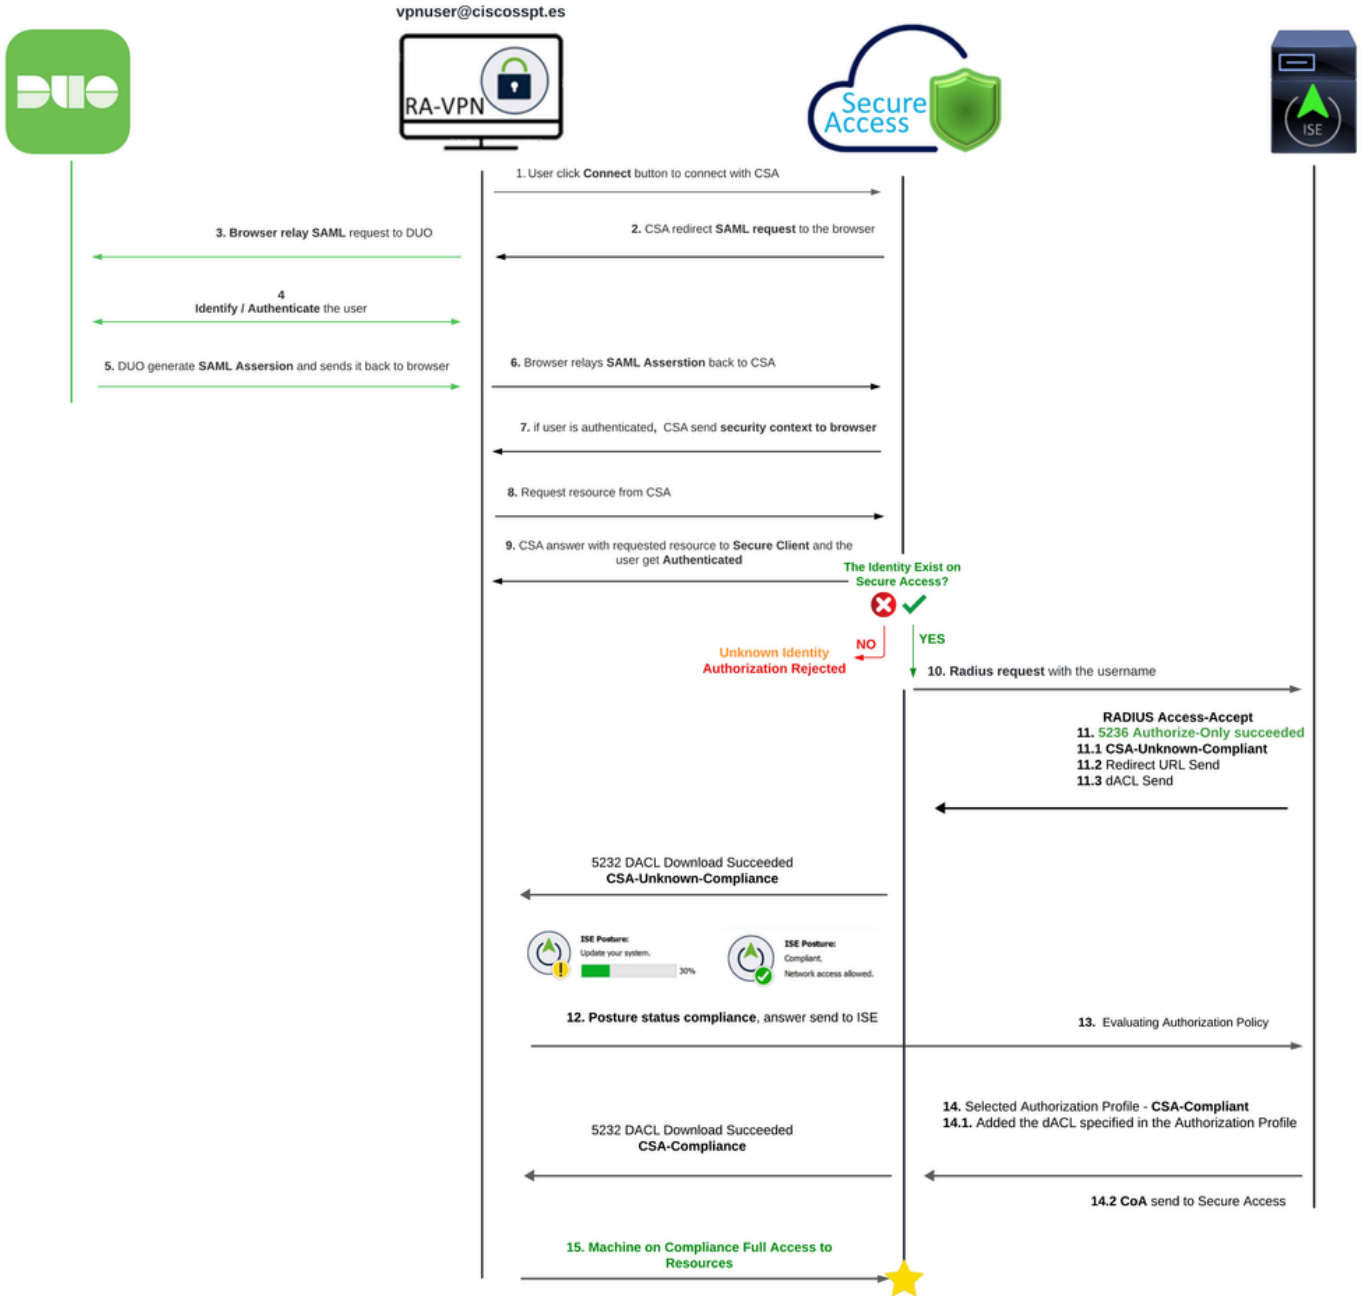 vpnuser@ciscosspt.es
DUO
RA-VPN
Secure
Access
ISE
1. User click Connect button to connect with CSA
3. Browser relay SAML request to DUO
2. CSA redirect SAML request to the browser
4
Identify / Authenticate the user
5. DUO generate SAML Assersion and sends it back to browser
6. Browser relays SAML Asserstion back to CSA
7. if user is authenticated, CSA send security context to browser
8. Request resource from CSA
9. CSA answer with requested resource to Secure Client and the
user get Authenticated
The Identity Exist on
Secure Access?
NO
YES
Unknown Identity
Authorization Rejected
10. Radius request with the username
RADIUS Access-Accept
11. 5236 Authorize-Only succeeded
11.1 CSA-Unknown-Compliant
11.2 Redirect URL Send
11.3 dACL Send
5232 DACL Download Succeeded
CSA-Unknown-Compliance
ISE Posture:
Update your system.
30%
ISE Posture:
Compliant.
Network access allowed.
12. Posture status compliance, answer send to ISE
13. Evaluating Authorization Policy
14. Selected Authorization Profile - CSA-Compliant
14.1. Added the dACL specified in the Authorization Profile
5232 DACL Download Succeeded
CSA-Compliance
14.2 CoA send to Secure Access
15. Machine on Compliance Full Access to
Resources